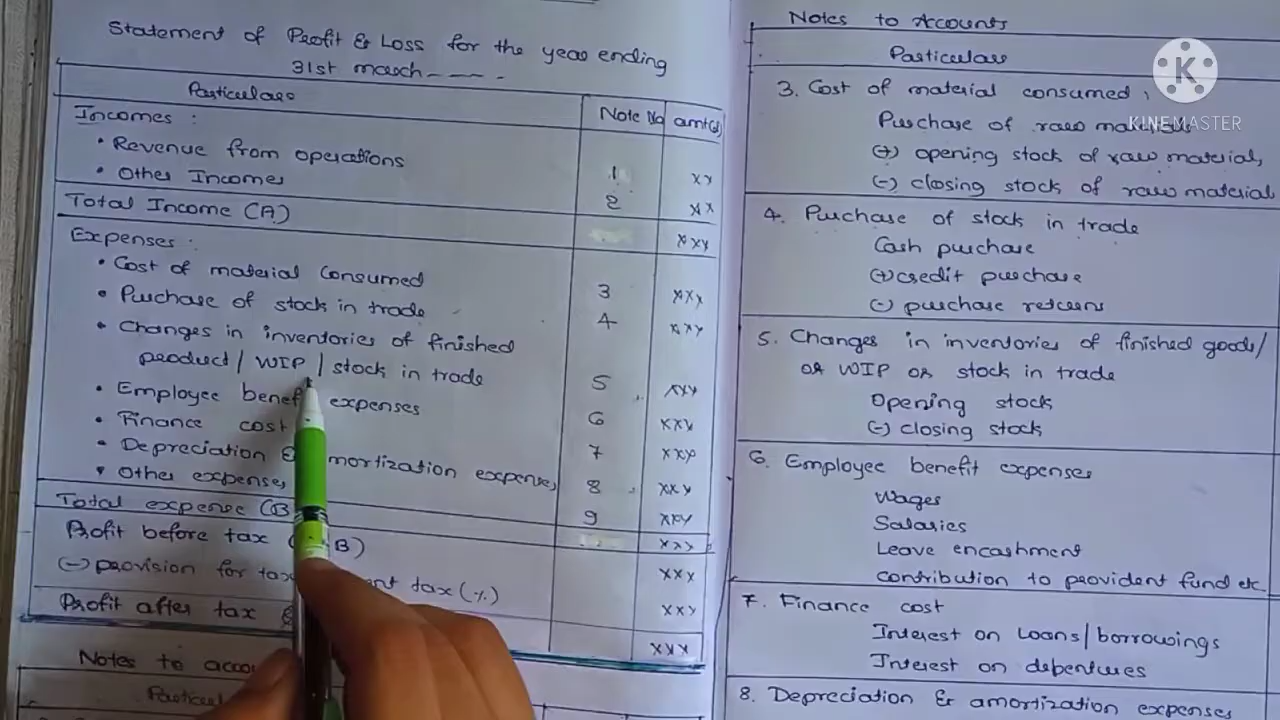 Statement of Profit & Loss for the year ending
31st march - - - -
Particulars Note No amt(₹)
Incomes :
• Revenue from operations 1 xx
• Other Incomes 2 xx
Total Income (A) xxx
Expenses :
• Cost of material Consumed 3 xxx
• Purchase of stock in trade 4 xxx
• Changes in inventories of finished
product / WIP / stock in trade 5 xxx
• Employee benef expenses 6 xxx
• Finance cost 7 xxx
• Depreciation & mortization expenses 8 xxx
• Other expenses 9 xxx
Total expense (B xxx
Profit before tax ( B) xxx
(-) provision for tax ent tax (%) xxx
Profit after tax xxx
Notes to acco
Particul
Notes to Accounts
Particulars
3. Cost of material consumed :
Purchase of raw materials
(+) opening stock of raw material,
(-) closing stock of raw material
4. Purchase of stock in trade
Cash purchase
(+) credit purchase
(-) purchase returns
5. Changes in inventories of finished goods/
or WIP or stock in trade
Opening stock
(-) closing stock
6. Employee benefit expenses
Wages
Salaries
Leave encashment
contribution to provident fund etc.
7. Finance cost
Interest on Loans/borrowings
Interest on debentures
8. Depreciation & amortization expenses
K
KINEMASTER